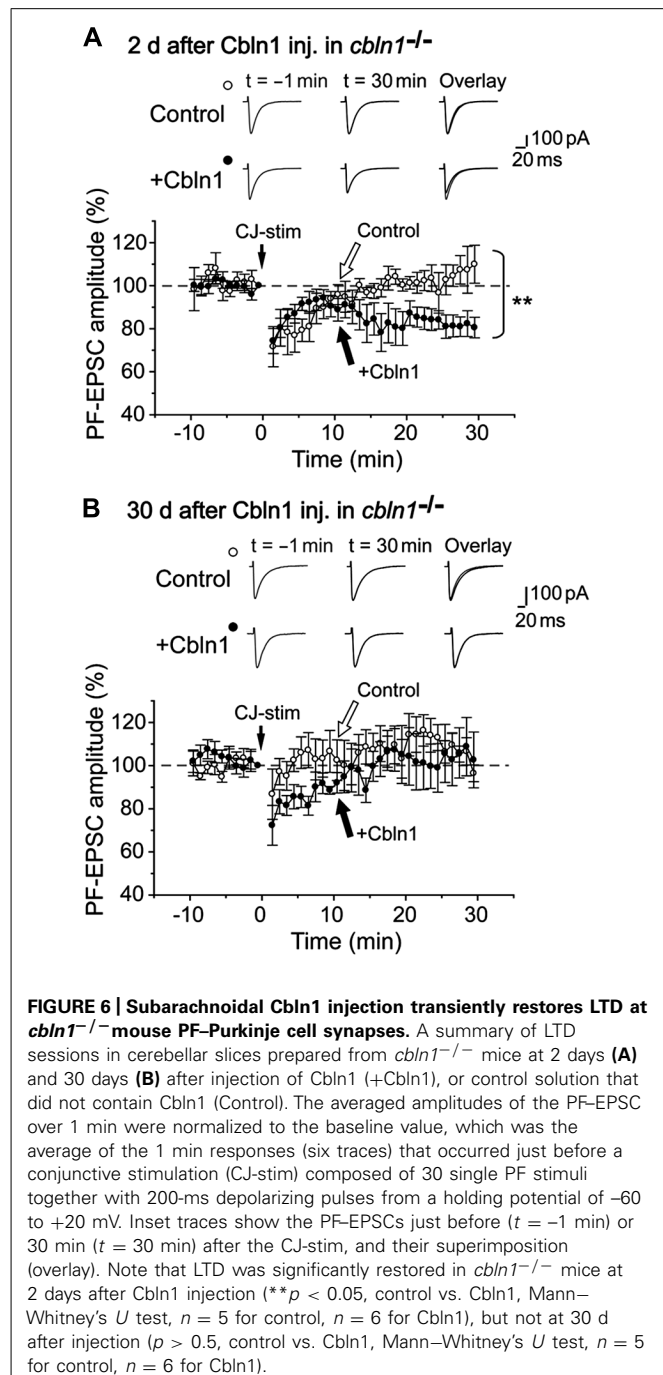 A 2 d after Cbln1 inj. in cbln1-/-
t = –1 min t = 30 min Overlay
Control
100 pA
20 ms
+Cbln1
CJ-stim
Control
PF-EPSC amplitude (%)
120
100
**
80
60
+Cbln1
40
-10 0 10 20 30
Time (min)
B 30 d after Cbln1 inj. in cbln1-/-
t = –1 min t = 30 min Overlay
Control
100 pA
20 ms
+Cbln1
CJ-stim
Control
PF-EPSC amplitude (%)
120
100
80
60
+Cbln1
40
-10 0 10 20 30
Time (min)
FIGURE 6 | Subarachnoidal Cbln1 injection transiently restores LTD at
cbln1−/− mouse PF–Purkinje cell synapses. A summary of LTD
sessions in cerebellar slices prepared from cbln1−/− mice at 2 days (A)
and 30 days (B) after injection of Cbln1 (+Cbln1), or control solution that
did not contain Cbln1 (Control). The averaged amplitudes of the PF–EPSC
over 1 min were normalized to the baseline value, which was the
average of the 1 min responses (six traces) that occurred just before a
conjunctive stimulation (CJ-stim) composed of 30 single PF stimuli
together with 200-ms depolarizing pulses from a holding potential of –60
to +20 mV. Inset traces show the PF–EPSCs just before (t = –1 min) or
30 min (t = 30 min) after the CJ-stim, and their superimposition
(overlay). Note that LTD was significantly restored in cbln1−/− mice at
2 days after Cbln1 injection (**p < 0.05, control vs. Cbln1, Mann–
Whitney's U test, n = 5 for control, n = 6 for Cbln1), but not at 30 d
after injection (p > 0.5, control vs. Cbln1, Mann–Whitney's U test, n = 5
for control, n = 6 for Cbln1).